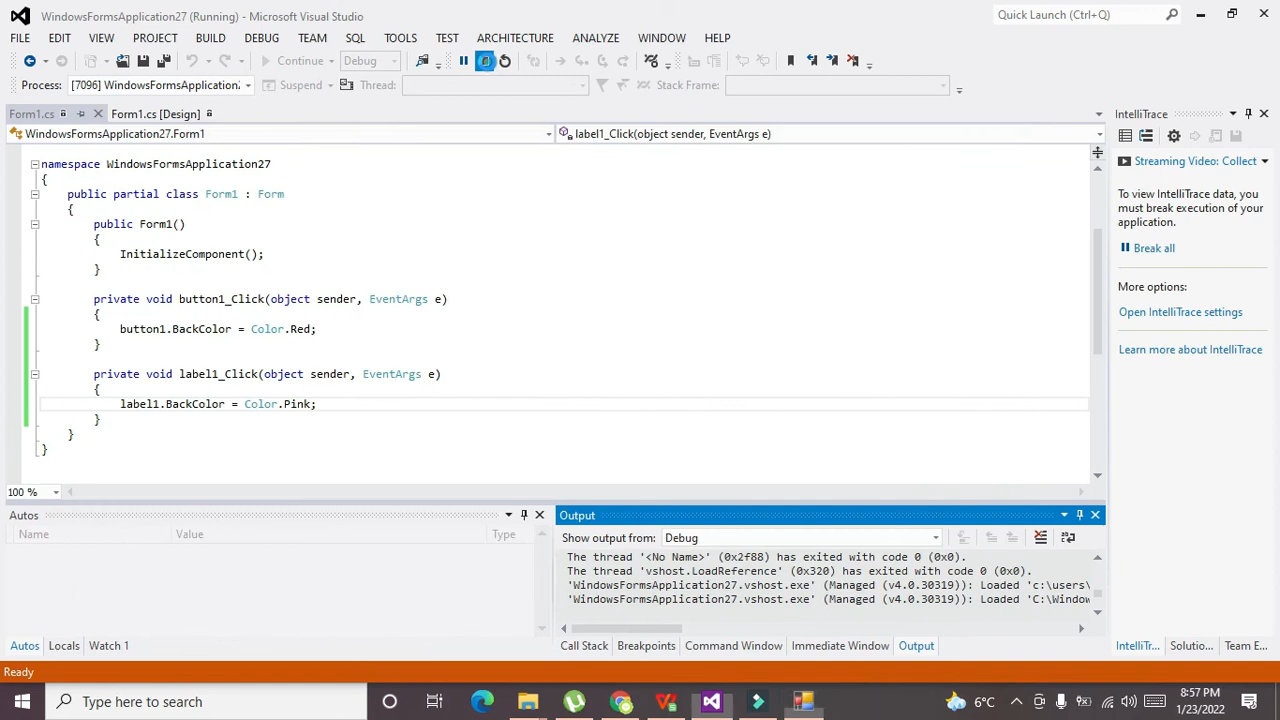 WindowsFormsApplication27 (Running) - Microsoft Visual Studio
Quick Launch (Ctrl+Q)
FILE EDIT VIEW PROJECT BUILD DEBUG TEAM SQL TOOLS TEST ARCHITECTURE ANALYZE WINDOW HELP
Continue Debug
Process: [7096] WindowsFormsApplication. Suspend Thread: Stack Frame:
Form1.cs Form1.cs [Design]
IntelliTrace
WindowsFormsApplication27.Form1
label1_Click(object sender, EventArgs e)
Streaming Video: Collect
To view IntelliTrace data, you
must break execution of your
application.
Break all
More options:
Open IntelliTrace settings
Learn more about IntelliTrace
namespace WindowsFormsApplication27
{
public partial class Form1 : Form
{
public Form1()
{
InitializeComponent();
}
private void button1_Click(object sender, EventArgs e)
{
button1.BackColor = Color.Red;
}
private void label1_Click(object sender, EventArgs e)
{
label1.BackColor = Color.Pink;
}
}
}
100 %
Autos
Name Value Type
Output
Show output from: Debug
The thread '<No Name>' (0x2f88) has exited with code 0 (0x0).
The thread 'vshost.LoadReference' (0x320) has exited with code 0 (0x0).
'WindowsFormsApplication27.vshost.exe' (Managed (v4.0.30319)): Loaded 'c:\users\
'WindowsFormsApplication27.vshost.exe' (Managed (v4.0.30319)): Loaded 'C:\Window
Autos Locals Watch 1
Call Stack Breakpoints Command Window Immediate Window Output
IntelliTr... Solutio... Team E...
Ready
Type here to search
6°C
8:57 PM
1/23/2022